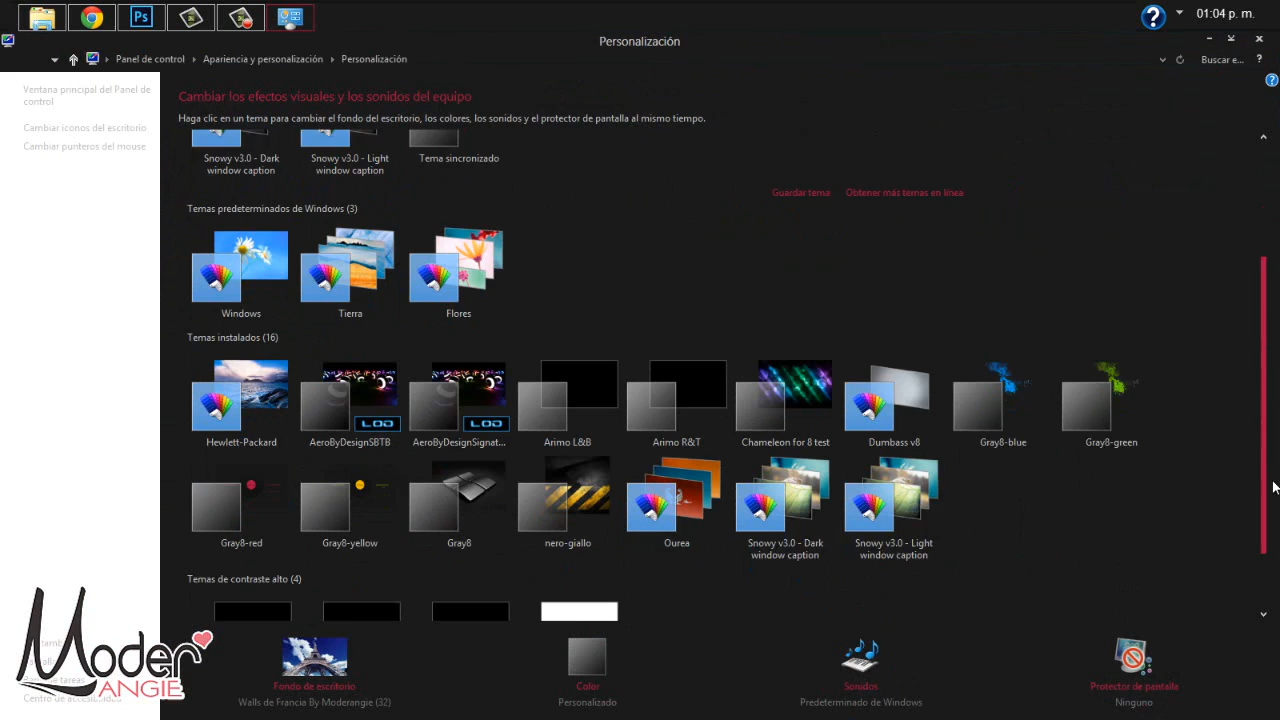 Ps
?
01:04 p. m.
Personalización
Panel de control
Apariencia y personalización
Personalización
Buscar e...
?
?
Ventana principal del Panel de
control
Cambiar iconos del escritorio
Cambiar punteros del mouse
Cambiar los efectos visuales y los sonidos del equipo
Haga clic en un tema para cambiar el fondo del escritorio, los colores, los sonidos y el protector de pantalla al mismo tiempo.
Snowy v3.0 - Dark
window caption
Snowy v3.0 - Light
window caption
Tema sincronizado
Guardar tema
Obtener más temas en línea
Temas predeterminados de Windows (3)
Windows
Tierra
Flores
Temas instalados (16)
LOD
LOD
Hewlett-Packard
AeroByDesignSBTB
AeroByDesignSignat...
Arimo L&B
Arimo R&T
Chameleon for 8 test
Dumbass v8
Gray8-blue
Gray8-green
Gray8-red
Gray8-yellow
Gray8
nero-giallo
Ourea
Snowy v3.0 - Dark
window caption
Snowy v3.0 - Light
window caption
Temas de contraste alto (4)
Moder
ANGIE
Centro de accesibilidad
Fondo de escritorio
Walls de Francia By Moderangie (32)
Color
Personalizado
Sonidos
Predeterminado de Windows
Protector de pantalla
Ninguno